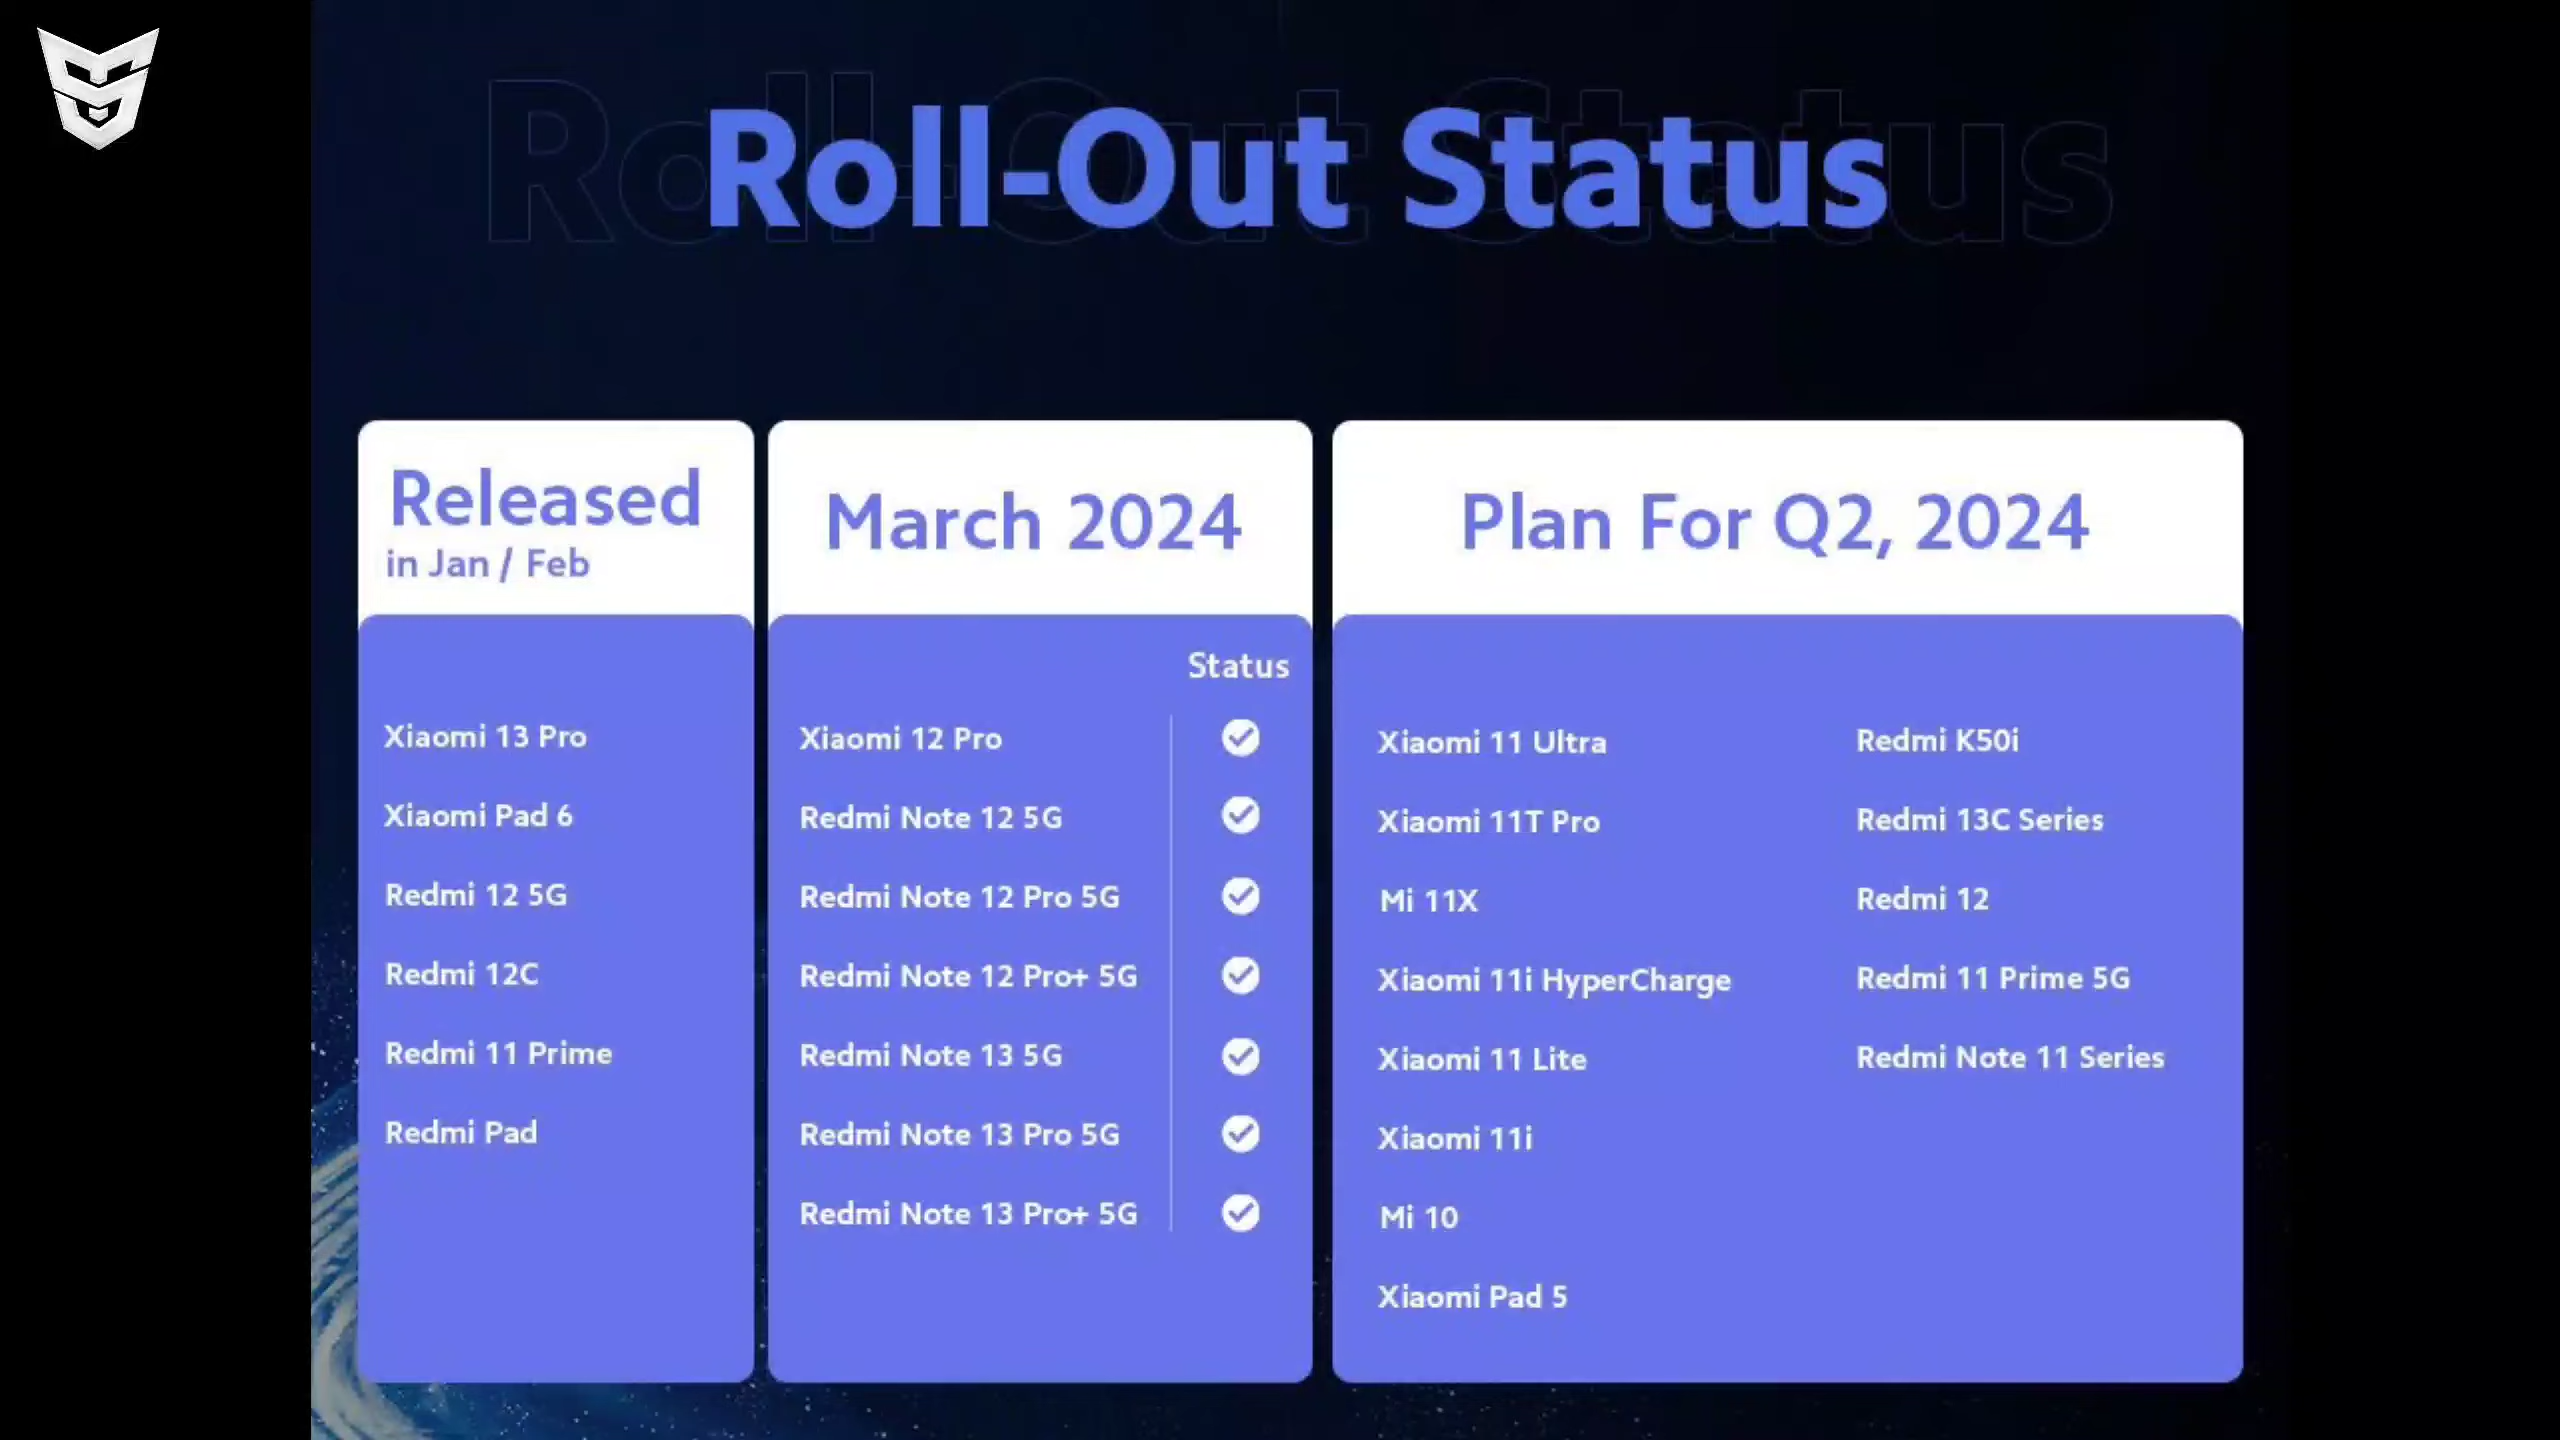 Roll-Out Status
Roll-Out Status
Released
in Jan / Feb
Xiaomi 13 Pro
Xiaomi Pad 6
Redmi 12 5G
Redmi 12C
Redmi 11 Prime
Redmi Pad
March 2024
Status
Xiaomi 12 Pro
Redmi Note 12 5G
Redmi Note 12 Pro 5G
Redmi Note 12 Pro+ 5G
Redmi Note 13 5G
Redmi Note 13 Pro 5G
Redmi Note 13 Pro+ 5G
Plan For Q2, 2024
Xiaomi 11 Ultra
Xiaomi 11T Pro
Mi 11X
Xiaomi 11i HyperCharge
Xiaomi 11 Lite
Xiaomi 11i
Mi 10
Xiaomi Pad 5
Redmi K50i
Redmi 13C Series
Redmi 12
Redmi 11 Prime 5G
Redmi Note 11 Series